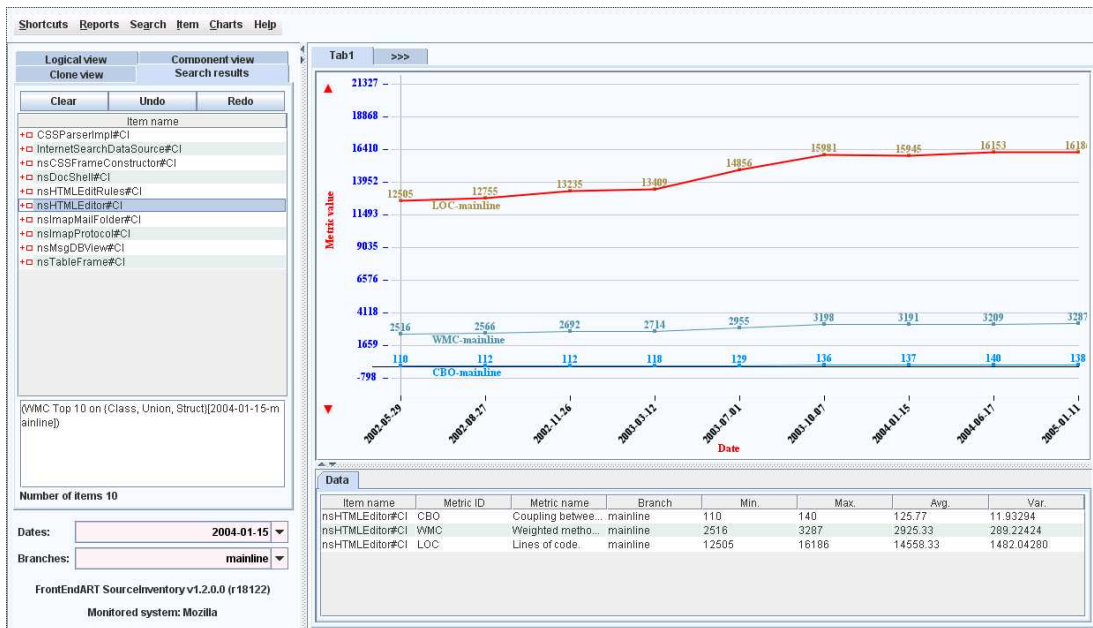 Shortcuts Reports Search Item Charts Help
Logical view Component view
Clone view Search results
Clear Undo Redo
Item name
CSSParserImpl#Cl
InternetSearchDataSource#Cl
nsCSSFrameConstructor#Cl
nsDocShell#Cl
nsHTMLEditRules#Cl
nsHTMLEditor#Cl
nsImapMailFolder#Cl
nsImapProtocol#Cl
nsMsgDBView#Cl
nsTableFrame#Cl
(WMC Top 10 on (Class, Union, Struct)[2004-01-15-m
ainline])
Number of items 10
Dates: 2004-01-15
Branches: mainline
FrontEndART SourceInventory v1.2.0.0 (r18122)
Monitored system: Mozilla
Tab1 >>>
Metric value
21327
18868
16410
13952
11493
9035
6576
4118
1659
-798
12505 12755 13235 13409 14856 15981 15945 16153 16186
LOC-mainline
2516 2566 2692 2714 2955 3198 3191 3209 3287
WMC-mainline
110 112 112 118 129 136 137 140 138
CBO-mainline
2002-05-29 2002-08-27 2002-11-26 2003-03-12 2003-07-01 2003-10-07 2004-01-15 2004-06-17 2005-01-11
Date
Data
Item name Metric ID Metric name Branch Min. Max. Avg. Var.
nsHTMLEditor#Cl CBO Coupling betwee... mainline 110 140 125.77 11.93294
nsHTMLEditor#Cl WMC Weighted metho... mainline 2516 3287 2925.33 289.22424
nsHTMLEditor#Cl LOC Lines of code. mainline 12505 16186 14558.33 1482.04280